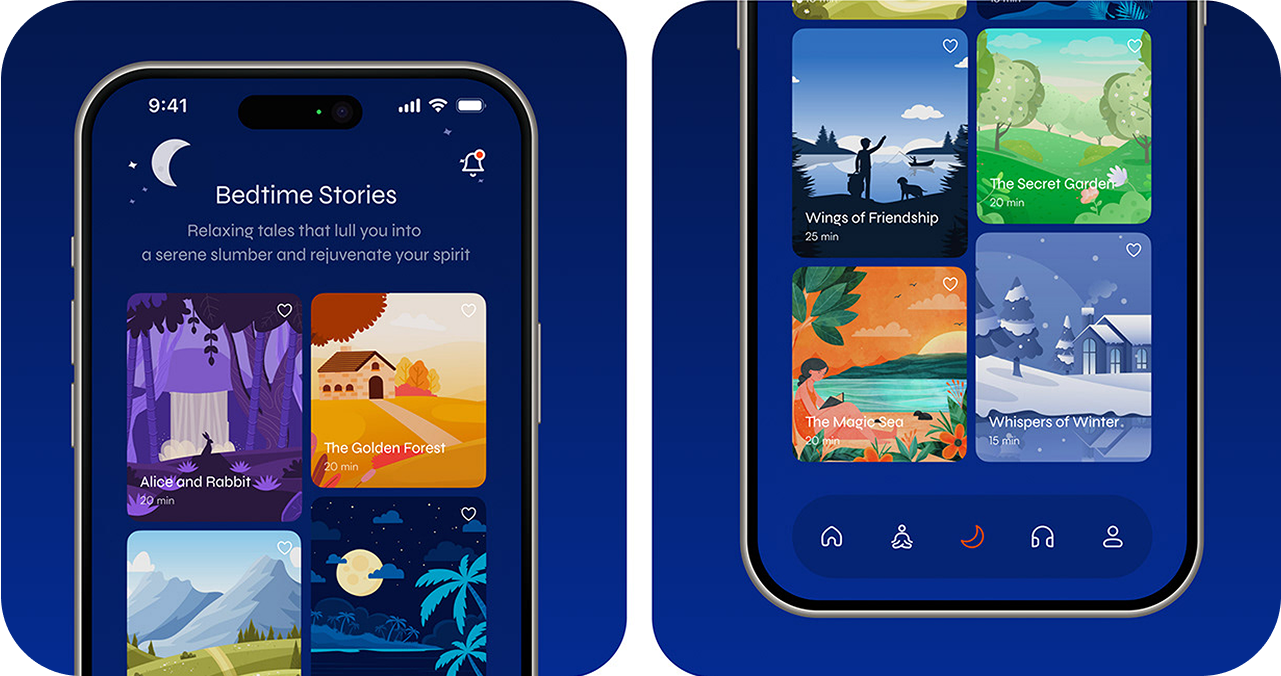 9:41
Bedtime Stories
Relaxing tales that lull you into
a serene slumber and rejuvenate your spirit
The Golden Forest
20 min
Alice and Rabbit
20 min
Wings of Friendship
25 min
The Secret Garden
20 min
The Magic Sea
20 min
Whispers of Winter
15 min